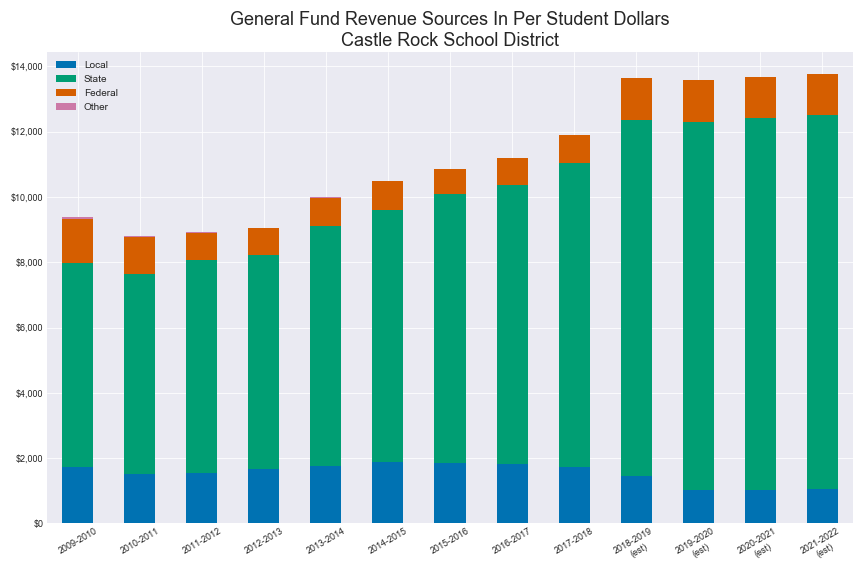 General Fund Revenue Sources In Per Student Dollars
Castle Rock School District
Local
State
Federal
Other
$14,000
$12,000
$10,000
$8,000
$6,000
$4,000
$2,000
$0
2009-2010
2010-2011
2011-2012
2012-2013
2013-2014
2014-2015
2015-2016
2016-2017
2017-2018
2018-2019
(est)
2019-2020
(est)
2020-2021
(est)
2021-2022
(est)